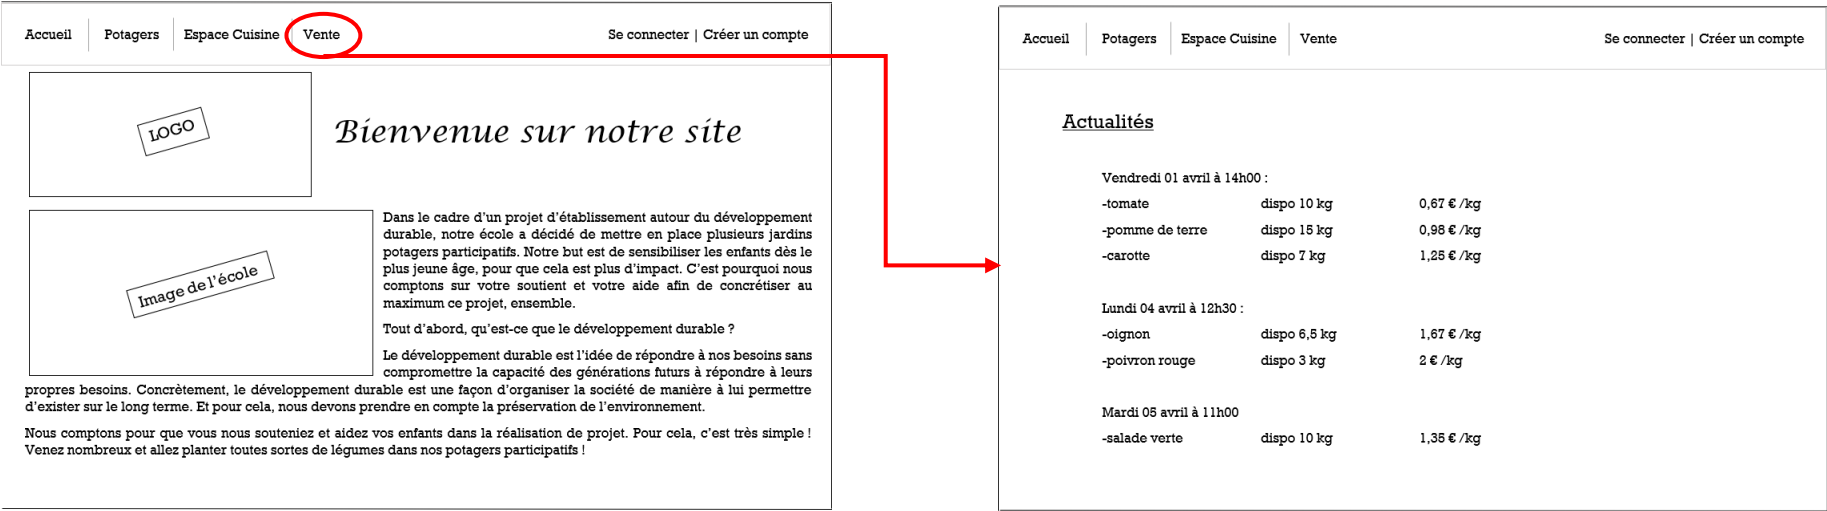 Accueil Potagers Espace Cuisine Vente Se connecter | Créer un compte
LOGO
Bienvenue sur notre site
Image de l'école
Dans le cadre d'un projet d'établissement autour du développement
durable, notre école a décidé de mettre en place plusieurs jardins
potagers participatifs. Notre but est de sensibiliser les enfants dès le
plus jeune âge, pour que cela est plus d'impact. C'est pourquoi nous
comptons sur votre soutient et votre aide afin de concrétiser au
maximum ce projet, ensemble.
Tout d'abord, qu'est-ce que le développement durable ?
Le développement durable est l'idée de répondre à nos besoins sans
compromettre la capacité des générations futurs à répondre à leurs
propres besoins. Concrètement, le développement durable est une façon d'organiser la société de manière à lui permettre
d'exister sur le long terme. Et pour cela, nous devons prendre en compte la préservation de l'environnement.
Nous comptons pour que vous nous souteniez et aidez vos enfants dans la réalisation de projet. Pour cela, c'est très simple !
Venez nombreux et allez planter toutes sortes de légumes dans nos potagers participatifs !
Accueil Potagers Espace Cuisine Vente Se connecter | Créer un compte
Actualités
Vendredi 01 avril à 14h00 :
-tomate dispo 10 kg 0,67 € /kg
-pomme de terre dispo 15 kg 0,98 € /kg
-carotte dispo 7 kg 1,25 € /kg
Lundi 04 avril à 12h30 :
-oignon dispo 6,5 kg 1,67 € /kg
-poivron rouge dispo 3 kg 2 € /kg
Mardi 05 avril à 11h00
-salade verte dispo 10 kg 1,35 € /kg